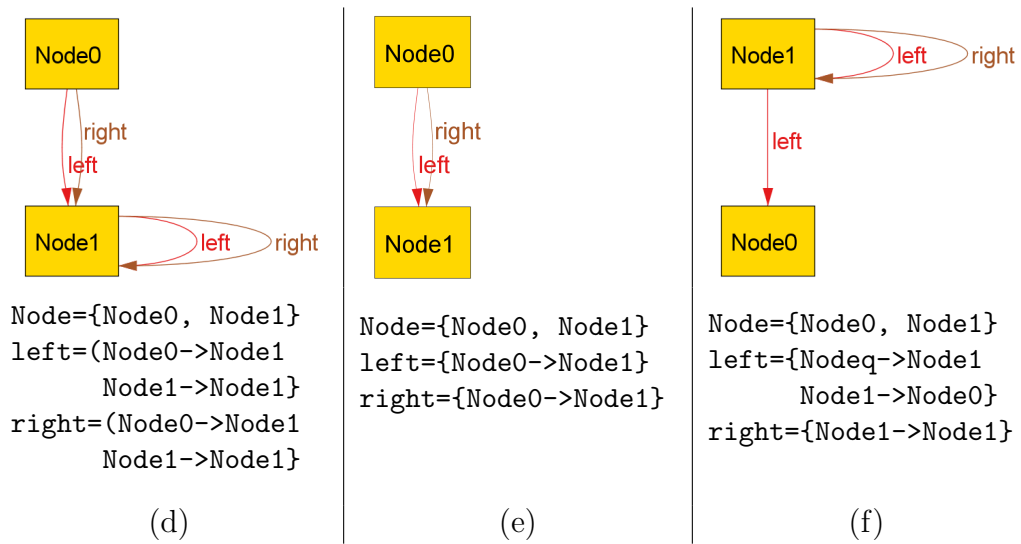 Node0
right
left
Node1
left
right
Node={Node0, Node1}
left=(Node0->Node1
Node1->Node1}
right=(Node0->Node1
Node1->Node1}
(d)
Node0
right
left
Node1
Node={Node0, Node1}
left={Node0->Node1}
right={Node0->Node1}
(e)
Node1
left
right
left
Node0
Node={Node0, Node1}
left={Nodeq->Node1
Node1->Node0}
right={Node1->Node1}
(f)